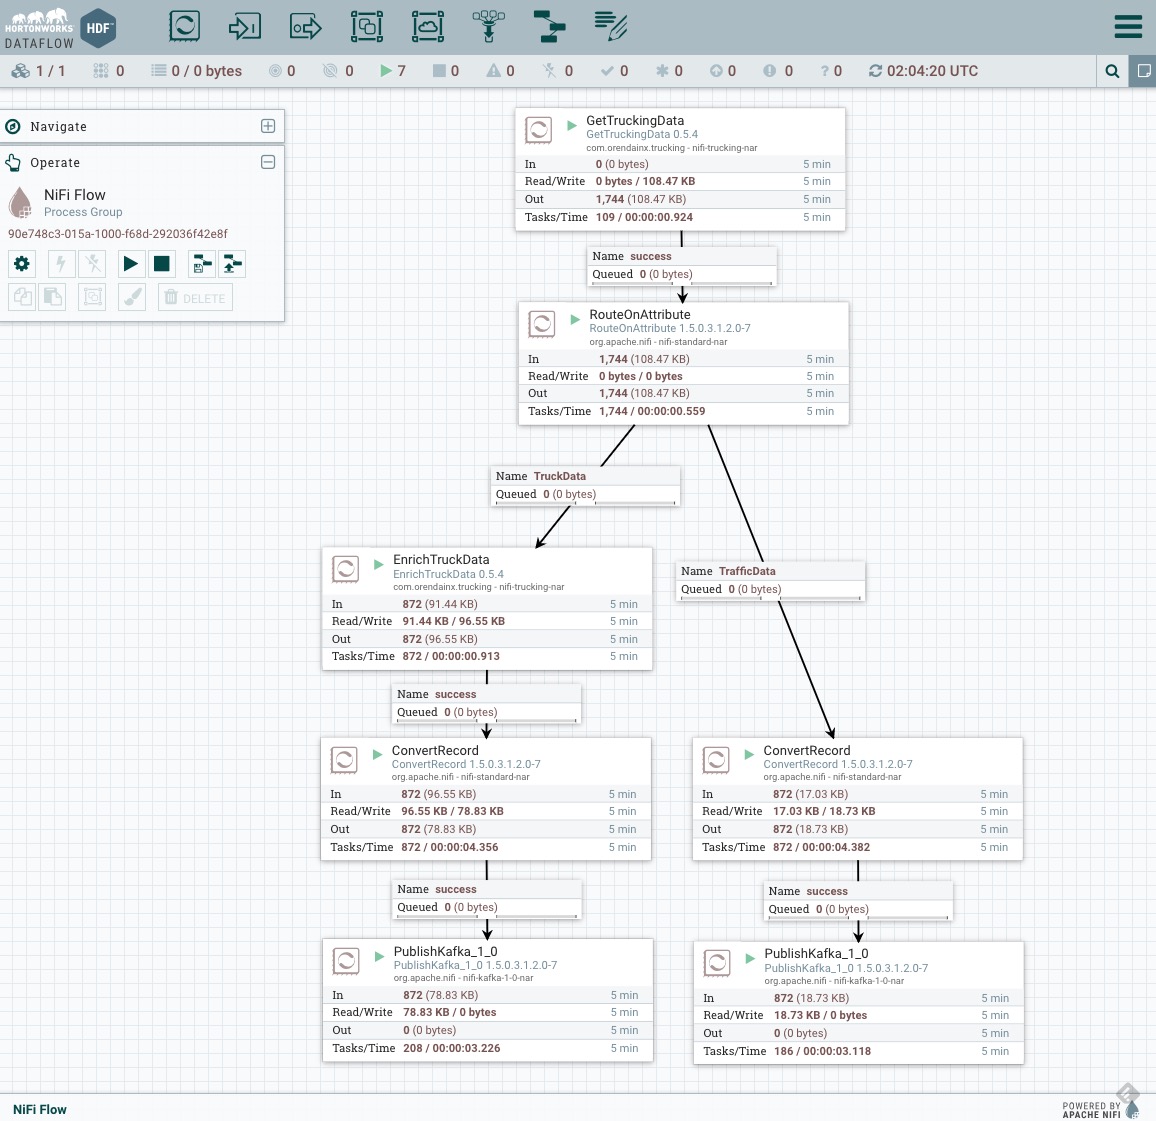 HORTONWORKS
DATAFLOW
HDF
1 / 1 0 0 / 0 bytes 0 0 7 0 0 0 0 0 0 0 ? 0 02:04:20 UTC
Navigate
Operate
NiFi Flow
Process Group
90e748c3-015a-1000-f68d-292036f42e8f
DELETE
GetTruckingData
GetTruckingData 0.5.4
com.orendainx.trucking - nifi-trucking-nar
In 0 (0 bytes) 5 min
Read/Write 0 bytes / 108.47 KB 5 min
Out 1,744 (108.47 KB) 5 min
Tasks/Time 109 / 00:00:00.924 5 min
Name success
Queued 0 (0 bytes)
RouteOnAttribute
RouteOnAttribute 1.5.0.3.1.2.0-7
org.apache.nifi - nifi-standard-nar
In 1,744 (108.47 KB) 5 min
Read/Write 0 bytes / 0 bytes 5 min
Out 1,744 (108.47 KB) 5 min
Tasks/Time 1,744 / 00:00:00.559 5 min
Name TruckData
Queued 0 (0 bytes)
Name TrafficData
Queued 0 (0 bytes)
EnrichTruckData
EnrichTruckData 0.5.4
com.orendainx.trucking - nifi-trucking-nar
In 872 (91.44 KB) 5 min
Read/Write 91.44 KB / 96.55 KB 5 min
Out 872 (96.55 KB) 5 min
Tasks/Time 872 / 00:00:00.913 5 min
Name success
Queued 0 (0 bytes)
ConvertRecord
ConvertRecord 1.5.0.3.1.2.0-7
org.apache.nifi - nifi-standard-nar
In 872 (96.55 KB) 5 min
Read/Write 96.55 KB / 78.83 KB 5 min
Out 872 (78.83 KB) 5 min
Tasks/Time 872 / 00:00:04.356 5 min
ConvertRecord
ConvertRecord 1.5.0.3.1.2.0-7
org.apache.nifi - nifi-standard-nar
In 872 (17.03 KB) 5 min
Read/Write 17.03 KB / 18.73 KB 5 min
Out 872 (18.73 KB) 5 min
Tasks/Time 872 / 00:00:04.382 5 min
Name success
Queued 0 (0 bytes)
Name success
Queued 0 (0 bytes)
PublishKafka_1_0
PublishKafka_1_0 1.5.0.3.1.2.0-7
org.apache.nifi - nifi-kafka-1-0-nar
In 872 (78.83 KB) 5 min
Read/Write 78.83 KB / 0 bytes 5 min
Out 0 (0 bytes) 5 min
Tasks/Time 208 / 00:00:03.226 5 min
PublishKafka_1_0
PublishKafka_1_0 1.5.0.3.1.2.0-7
org.apache.nifi - nifi-kafka-1-0-nar
In 872 (18.73 KB) 5 min
Read/Write 18.73 KB / 0 bytes 5 min
Out 0 (0 bytes) 5 min
Tasks/Time 186 / 00:00:03.118 5 min
NiFi Flow
POWERED BY
APACHE NIFI